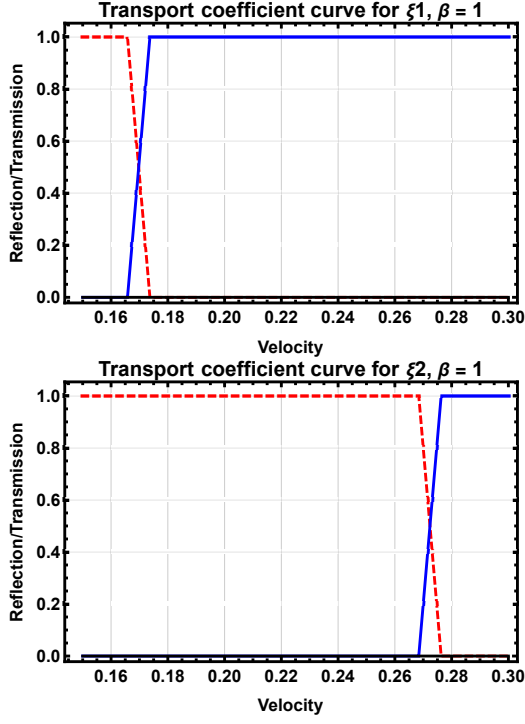 Transport coefficient curve for ξ1, β = 1
Reflection/Transmission
1.0
0.8
0.6
0.4
0.2
0.0
0.16 0.18 0.20 0.22 0.24 0.26 0.28 0.30
Velocity
Transport coefficient curve for ξ2, β = 1
Reflection/Transmission
1.0
0.8
0.6
0.4
0.2
0.0
0.16 0.18 0.20 0.22 0.24 0.26 0.28 0.30
Velocity